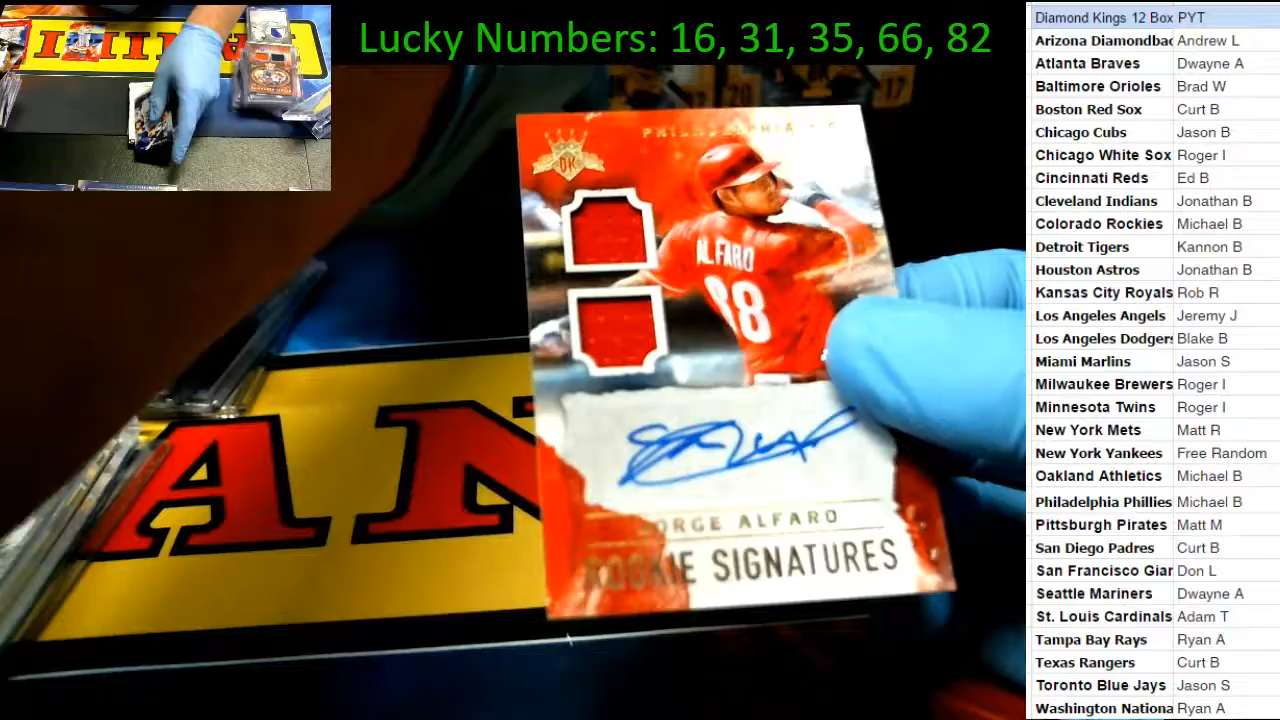 Lucky Numbers: 16, 31, 35, 66, 82
Diamond Kings 12 Box PYT
Arizona Diamondbac Andrew L
Atlanta Braves Dwayne A
Baltimore Orioles Brad W
Boston Red Sox Curt B
Chicago Cubs Jason B
Chicago White Sox Roger I
Cincinnati Reds Ed B
Cleveland Indians Jonathan B
Colorado Rockies Michael B
Detroit Tigers Kannon B
Houston Astros Jonathan B
Kansas City Royals Rob R
Los Angeles Angels Jeremy J
Los Angeles Dodgers Blake B
Miami Marlins Jason S
Milwaukee Brewers Roger I
Minnesota Twins Roger I
New York Mets Matt R
New York Yankees Free Random
Oakland Athletics Michael B
Philadelphia Phillies Michael B
Pittsburgh Pirates Matt M
San Diego Padres Curt B
San Francisco Gian Don L
Seattle Mariners Dwayne A
St. Louis Cardinals Adam T
Tampa Bay Rays Ryan A
Texas Rangers Curt B
Toronto Blue Jays Jason S
Washington Nationa Ryan A
PHILADELPHIA
DK
ALFARO
38
JORGE ALFARO
ROOKIE SIGNATURES
AN